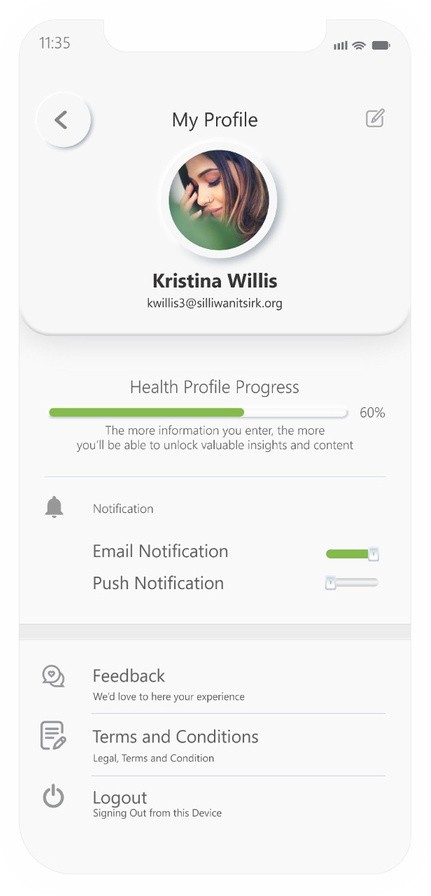 11:35
My Profile
Kristina Willis
kwillis3@silliwanitsirk.org
Health Profile Progress
60%
The more information you enter, the more
you'll be able to unlock valuable insights and content
Notification
Email Notification
Push Notification
Feedback
We'd love to here your experience
Terms and Conditions
Legal, Terms and Condition
Logout
Signing Out from this Device